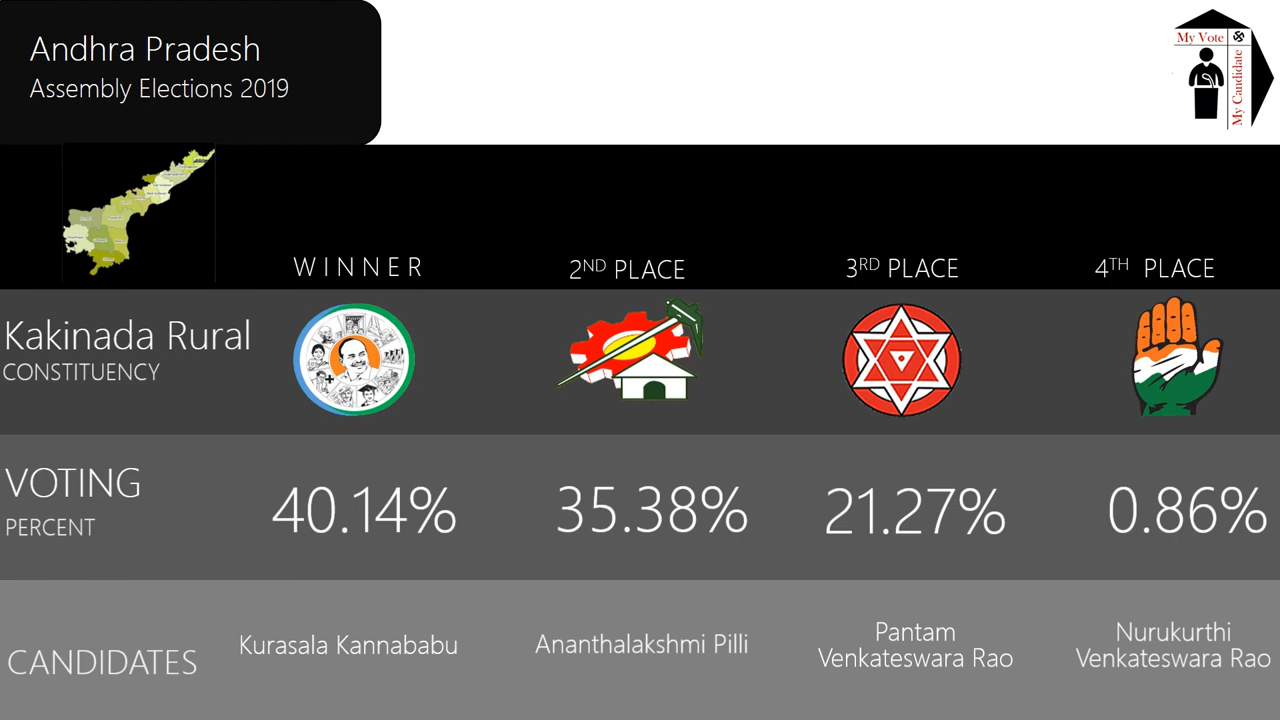 Andhra Pradesh
Assembly Elections 2019
My Vote
My Candidate
WINNER
2ND PLACE
3RD PLACE
4TH PLACE
Kakinada Rural
CONSTITUENCY
VOTING
PERCENT
40.14%
35.38%
21.27%
0.86%
CANDIDATES
Kurasala Kannababu
Ananthalakshmi Pilli
Pantam
Venkateswara Rao
Nurukurthi
Venkateswara Rao